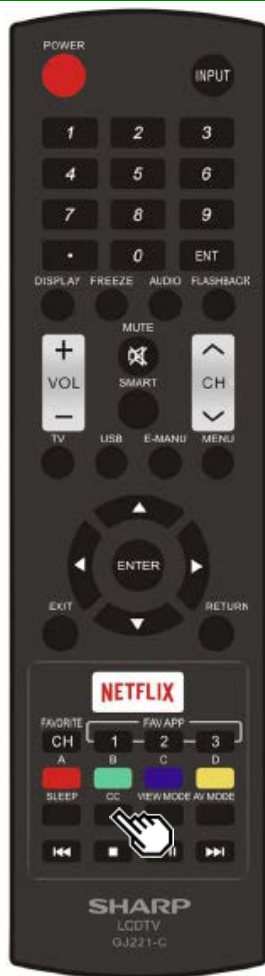 POWER
INPUT
1 2 3
4 5 6
7 8 9
• 0 ENT
DISPLAY FREEZE AUDIO FLASHBACK
MUTE
+ VOL −
SMART
CH
TV USB E-MANU MENU
ENTER
EXIT RETURN
NETFLIX
FAVORITE FAV APP
CH 1 2 3
A B C D
SLEEP CC VIEW MODE AV MODE
SHARP
LCDTV
GJ221-C